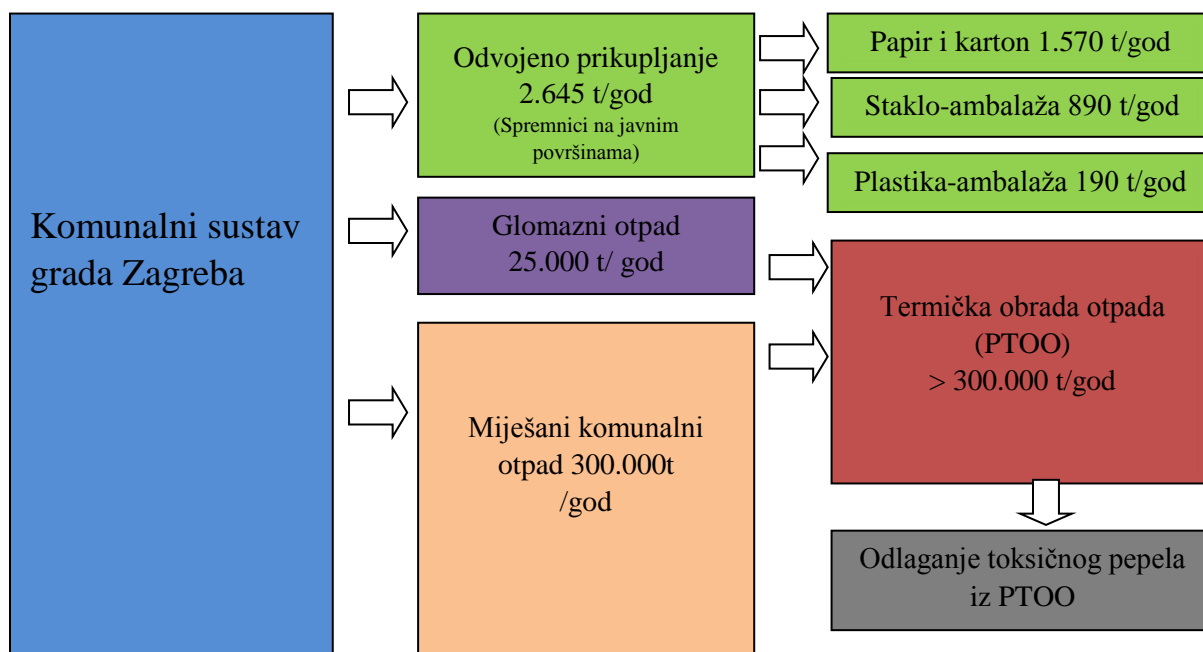 Komunalni sustav
grada Zagreba
Odvojeno prikupljanje
2.645 t/god
(Spremnici na javnim
površinama)
Glomazni otpad
25.000 t/ god
Miješani komunalni
otpad 300.000t
/god
Papir i karton 1.570 t/god
Staklo-ambalaža 890 t/god
Plastika-ambalaža 190 t/god
Termička obrada otpada
(PTOO)
> 300.000 t/god
Odlaganje toksičnog pepela
iz PTOO